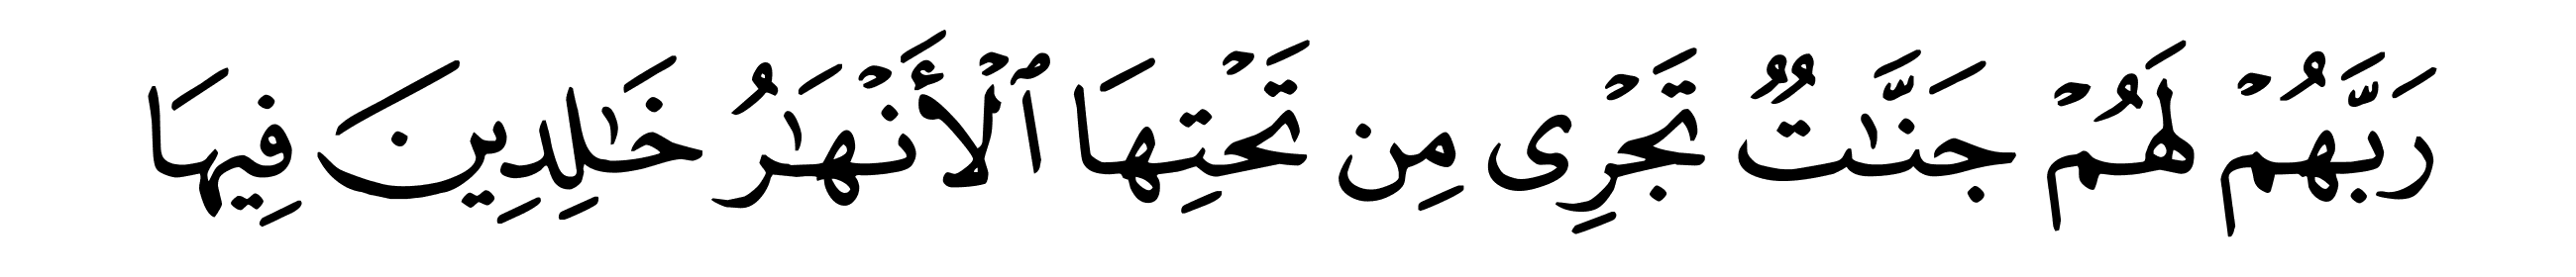 رَبَّهُمْ لَهُمْ جَنَّـٰتٌ تَجْرِى مِن تَحْتِهَا ٱلْأَنْهَـٰرُ خَـٰلِدِينَ فِيهَا